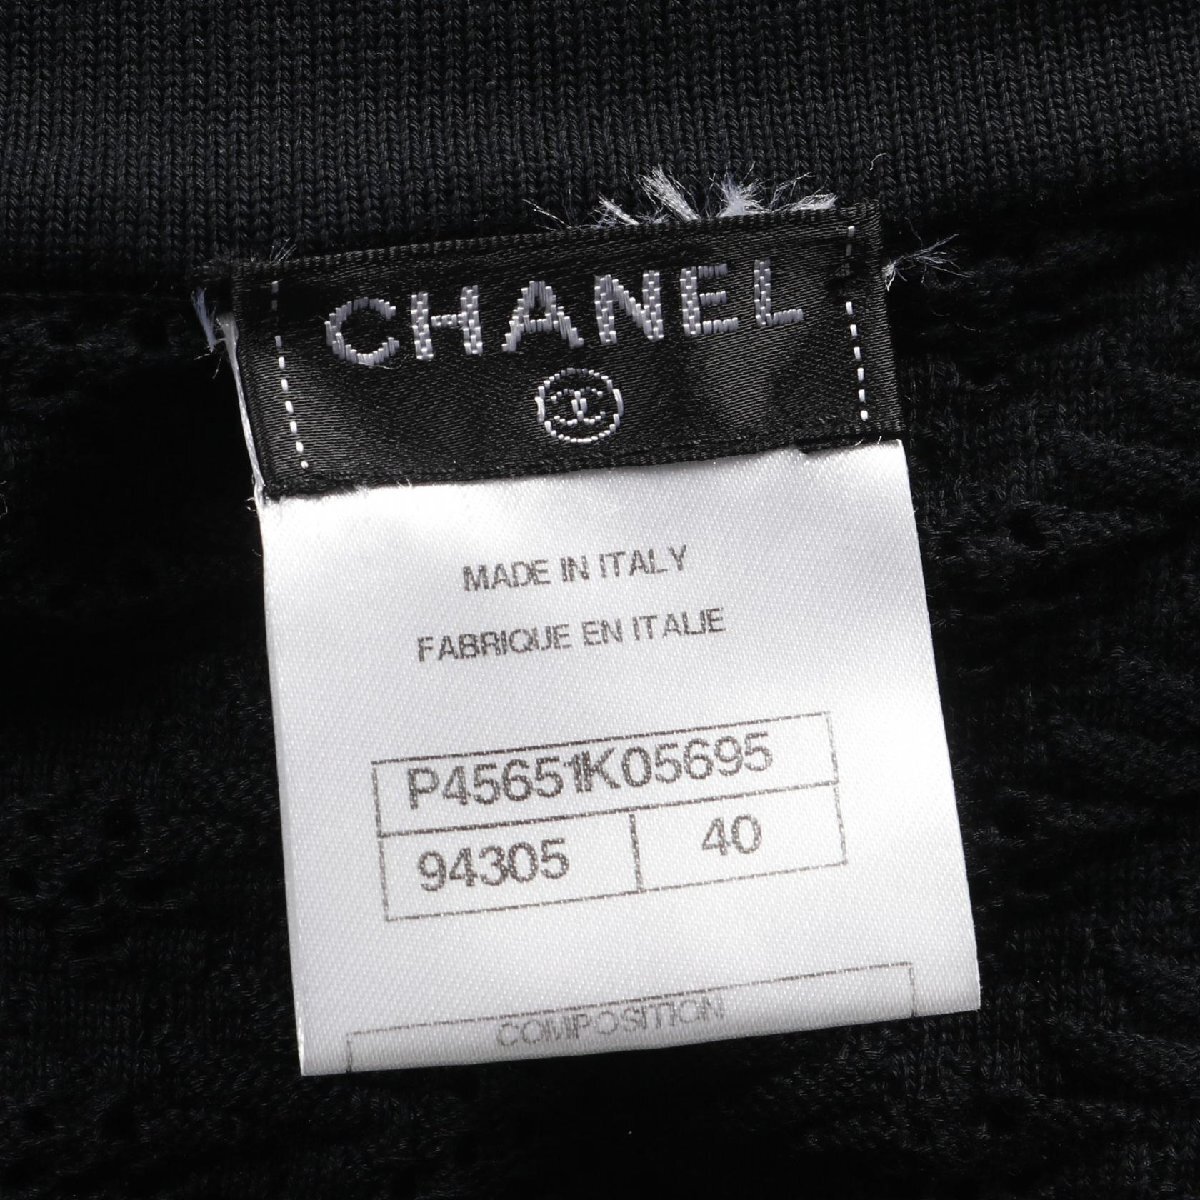 CHANEL
MADE IN ITALY
FABRIQUE EN ITALIE
P45651K05695
94305 40
COMPOSITION